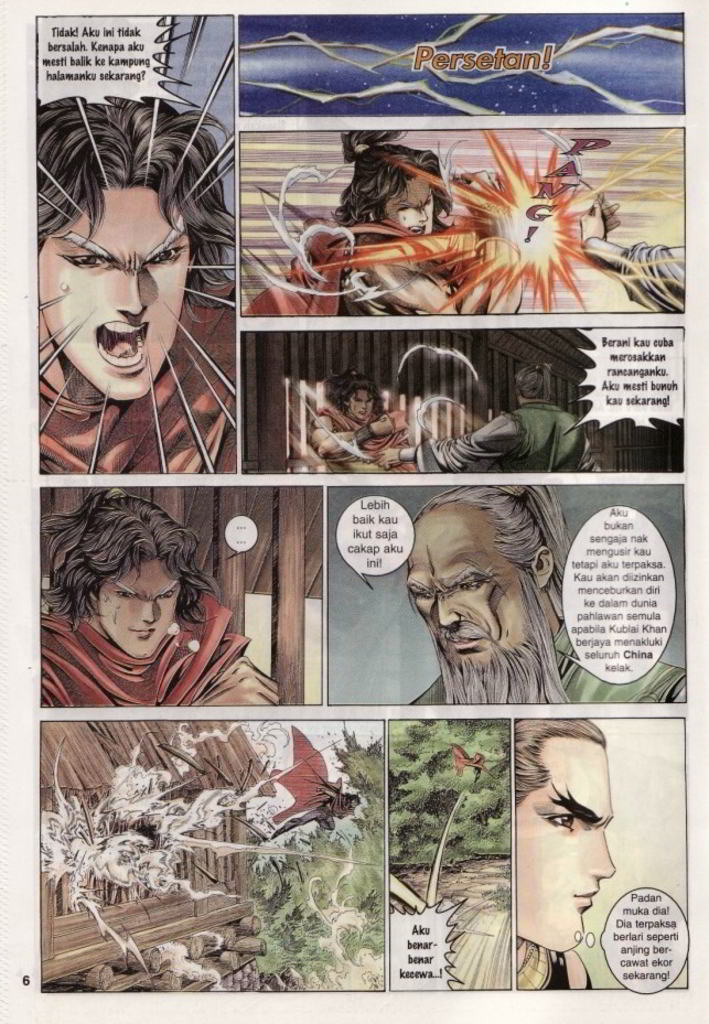 Tidak! Aku ini tidak
bersalah. Kenapa aku
mesti balik ke kampung
halamanku sekarang?
Persetan!
PANG!
Berani kau cuba
merosakkan
rancanganku.
Aku mesti bunuh
kau sekarang!
...
...
Lebih
baik kau
ikut saja
cakap aku
ini!
Aku
bukan
sengaja nak
mengusir kau
tetapi aku terpaksa.
Kau akan diizinkan
menceburkan diri
ke dalam dunia
pahlawan semula
apabila Kublai Khan
berjaya menakluki
seluruh China
kelak.
Aku
benar-
benar
kecewa..!
Padan
muka dia!
Dia terpaksa
berlari seperti
anjing ber-
cawat ekor
sekarang!
6